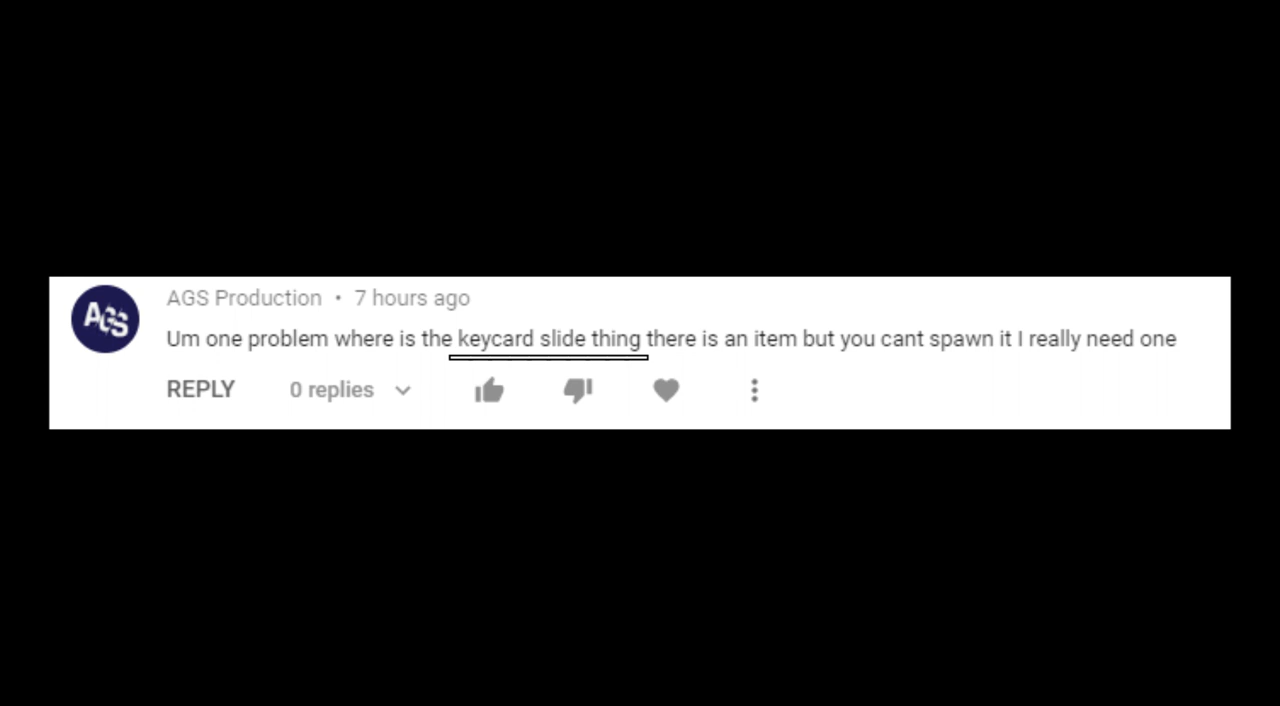 AGS
AGS Production • 7 hours ago
Um one problem where is the keycard slide thing there is an item but you cant spawn it I really need one
REPLY 0 replies